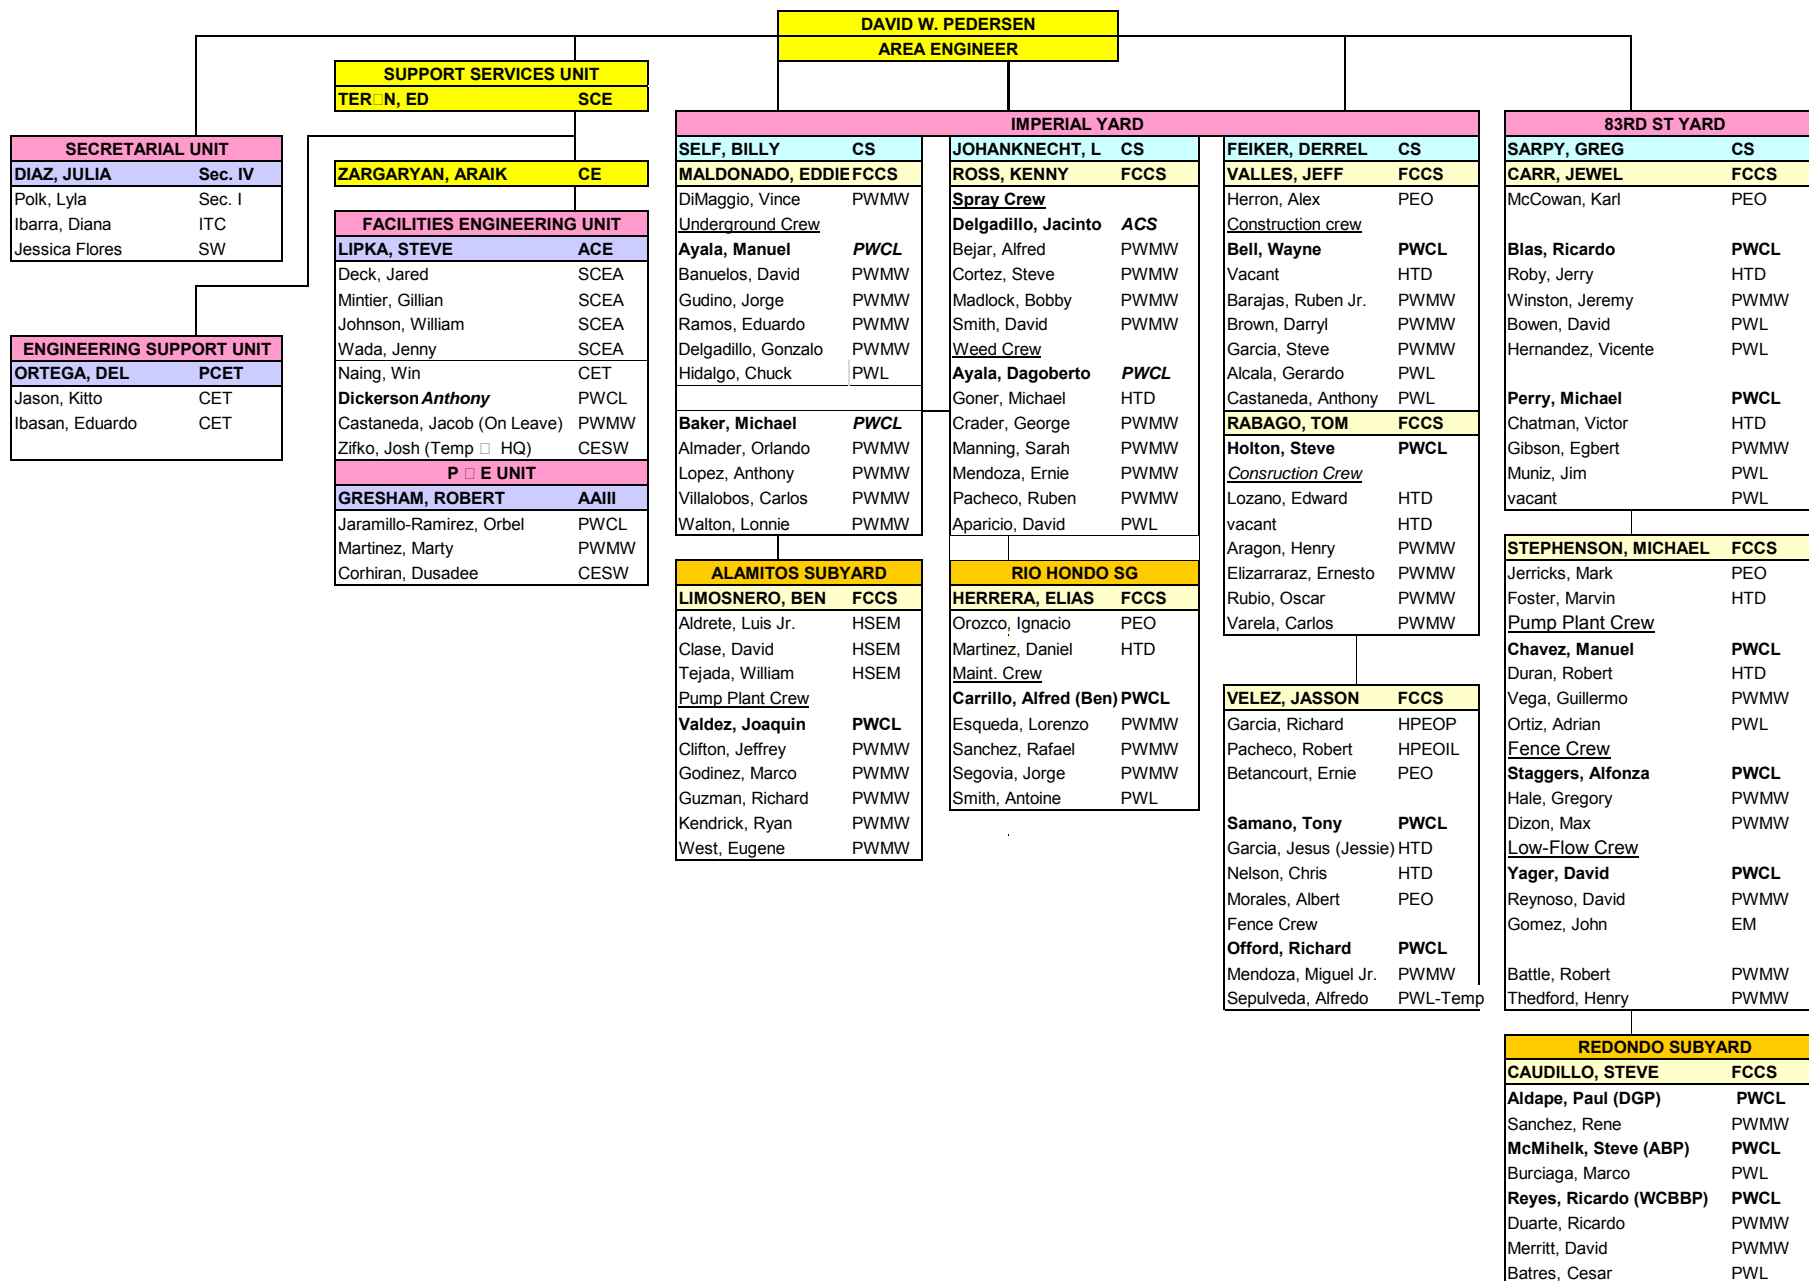 DAVID W. PEDERSEN
AREA ENGINEER
SUPPORT SERVICES UNIT
TER□N, ED SCE
SECRETARIAL UNIT
DIAZ, JULIA Sec. IV
Polk, Lyla Sec. I
Ibarra, Diana ITC
Jessica Flores SW
ENGINEERING SUPPORT UNIT
ORTEGA, DEL PCET
Jason, Kitto CET
Ibasan, Eduardo CET
ZARGARYAN, ARAIK CE
FACILITIES ENGINEERING UNIT
LIPKA, STEVE ACE
Deck, Jared SCEA
Mintier, Gillian SCEA
Johnson, William SCEA
Wada, Jenny SCEA
Naing, Win CET
Dickerson Anthony PWCL
Castaneda, Jacob (On Leave) PWMW
Zifko, Josh (Temp □ HQ) CESW
P □ E UNIT
GRESHAM, ROBERT AAIII
Jaramillo-Ramirez, Orbel PWCL
Martinez, Marty PWMW
Corhiran, Dusadee CESW
IMPERIAL YARD
SELF, BILLY CS
MALDONADO, EDDIE FCCS
DiMaggio, Vince PWMW
Underground Crew
Ayala, Manuel PWCL
Banuelos, David PWMW
Gudino, Jorge PWMW
Ramos, Eduardo PWMW
Delgadillo, Gonzalo PWMW
Hidalgo, Chuck PWL
Baker, Michael PWCL
Almader, Orlando PWMW
Lopez, Anthony PWMW
Villalobos, Carlos PWMW
Walton, Lonnie PWMW
ALAMITOS SUBYARD
LIMOSNERO, BEN FCCS
Aldrete, Luis Jr. HSEM
Clase, David HSEM
Tejada, William HSEM
Pump Plant Crew
Valdez, Joaquin PWCL
Clifton, Jeffrey PWMW
Godinez, Marco PWMW
Guzman, Richard PWMW
Kendrick, Ryan PWMW
West, Eugene PWMW
JOHANKNECHT, L CS
ROSS, KENNY FCCS
Spray Crew
Delgadillo, Jacinto ACS
Bejar, Alfred PWMW
Cortez, Steve PWMW
Madlock, Bobby PWMW
Smith, David PWMW
Weed Crew
Ayala, Dagoberto PWCL
Goner, Michael HTD
Crader, George PWMW
Manning, Sarah PWMW
Mendoza, Ernie PWMW
Pacheco, Ruben PWMW
Aparicio, David PWL
RIO HONDO SG
HERRERA, ELIAS FCCS
Orozco, Ignacio PEO
Martinez, Daniel HTD
Maint. Crew
Carrillo, Alfred (Ben) PWCL
Esqueda, Lorenzo PWMW
Sanchez, Rafael PWMW
Segovia, Jorge PWMW
Smith, Antoine PWL
FEIKER, DERREL CS
VALLES, JEFF FCCS
Herron, Alex PEO
Construction crew
Bell, Wayne PWCL
Vacant HTD
Barajas, Ruben Jr. PWMW
Brown, Darryl PWMW
Garcia, Steve PWMW
Alcala, Gerardo PWL
Castaneda, Anthony PWL
RABAGO, TOM FCCS
Holton, Steve PWCL
Consruction Crew
Lozano, Edward HTD
vacant HTD
Aragon, Henry PWMW
Elizarraraz, Ernesto PWMW
Rubio, Oscar PWMW
Varela, Carlos PWMW
VELEZ, JASSON FCCS
Garcia, Richard HPEOP
Pacheco, Robert HPEOIL
Betancourt, Ernie PEO
Samano, Tony PWCL
Garcia, Jesus (Jessie) HTD
Nelson, Chris HTD
Morales, Albert PEO
Fence Crew
Offord, Richard PWCL
Mendoza, Miguel Jr. PWMW
Sepulveda, Alfredo PWL-Temp
83RD ST YARD
SARPY, GREG CS
CARR, JEWEL FCCS
McCowan, Karl PEO
Blas, Ricardo PWCL
Roby, Jerry HTD
Winston, Jeremy PWMW
Bowen, David PWL
Hernandez, Vicente PWL
Perry, Michael PWCL
Chatman, Victor HTD
Gibson, Egbert PWMW
Muniz, Jim PWL
vacant PWL
STEPHENSON, MICHAEL FCCS
Jerricks, Mark PEO
Foster, Marvin HTD
Pump Plant Crew
Chavez, Manuel PWCL
Duran, Robert HTD
Vega, Guillermo PWMW
Ortiz, Adrian PWL
Fence Crew
Staggers, Alfonza PWCL
Hale, Gregory PWMW
Dizon, Max PWMW
Low-Flow Crew
Yager, David PWCL
Reynoso, David PWMW
Gomez, John EM
Battle, Robert PWMW
Thedford, Henry PWMW
REDONDO SUBYARD
CAUDILLO, STEVE FCCS
Aldape, Paul (DGP) PWCL
Sanchez, Rene PWMW
McMihelk, Steve (ABP) PWCL
Burciaga, Marco PWL
Reyes, Ricardo (WCBBP) PWCL
Duarte, Ricardo PWMW
Merritt, David PWMW
Batres, Cesar PWL